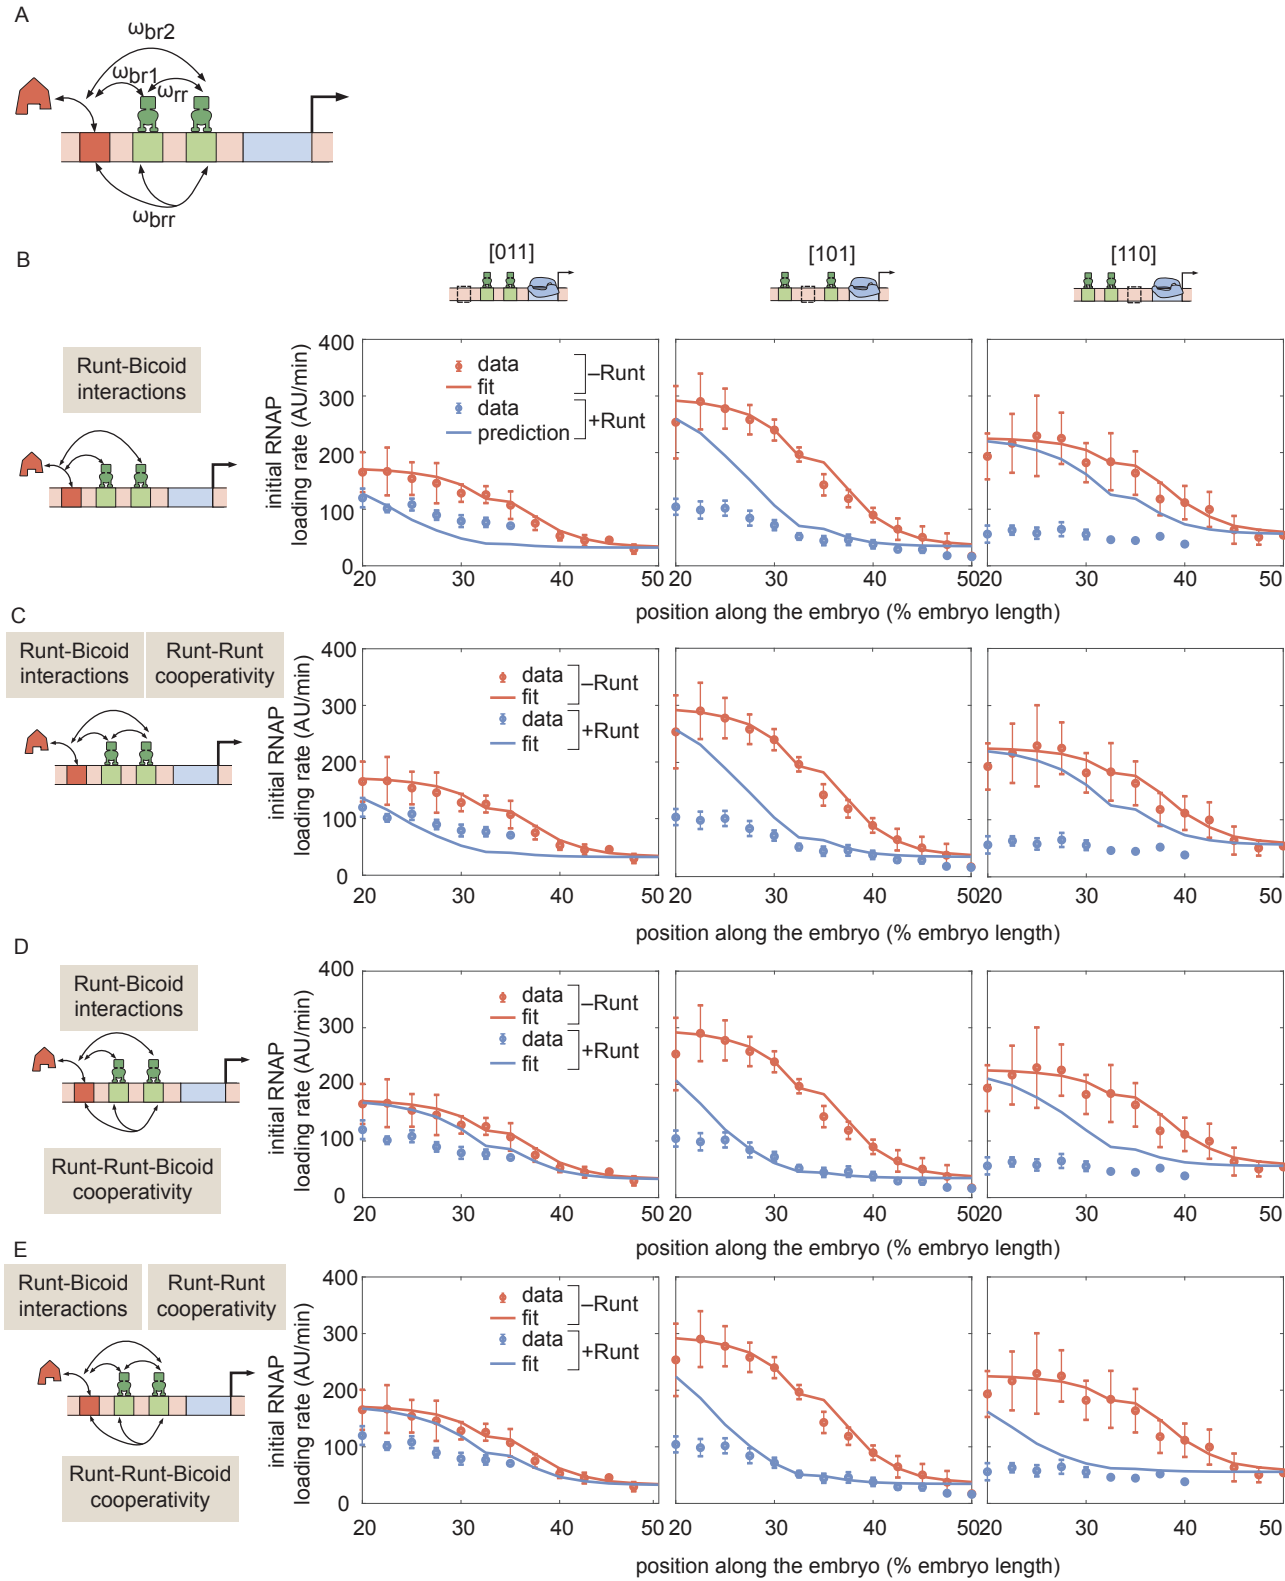 A
ωbr2
ωbr1
ωrr
ωbrr
B
[011]
[101]
[110]
Runt-Bicoid
interactions
initial RNAP
loading rate (AU/min)
400
300
200
100
0
data
fit
–Runt
data
prediction
+Runt
20 30 40 50
20 30 40 50
20 30 40 50
position along the embryo (% embryo length)
C
Runt-Bicoid
interactions
Runt-Runt
cooperativity
initial RNAP
loading rate (AU/min)
400
300
200
100
0
data
fit
–Runt
data
fit
+Runt
20 30 40 50
20 30 40 50
20 30 40 50
position along the embryo (% embryo length)
D
Runt-Bicoid
interactions
Runt-Runt-Bicoid
cooperativity
initial RNAP
loading rate (AU/min)
400
300
200
100
0
data
fit
–Runt
data
fit
+Runt
20 30 40 50
20 30 40 50
20 30 40 50
position along the embryo (% embryo length)
E
Runt-Bicoid
interactions
Runt-Runt
cooperativity
Runt-Runt-Bicoid
cooperativity
initial RNAP
loading rate (AU/min)
400
300
200
100
0
data
fit
–Runt
data
fit
+Runt
20 30 40 50
20 30 40 50
20 30 40 50
position along the embryo (% embryo length)